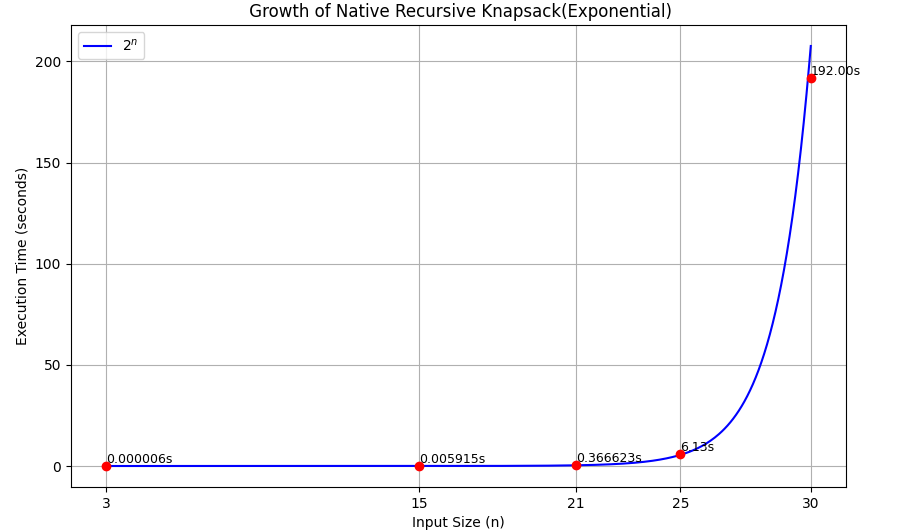 Growth of Native Recursive Knapsack(Exponential)
2ⁿ
200
150
100
50
0
Execution Time (seconds)
192.00s
6.13s
0.366623s
0.005915s
0.000006s
3
15
21
25
30
Input Size (n)